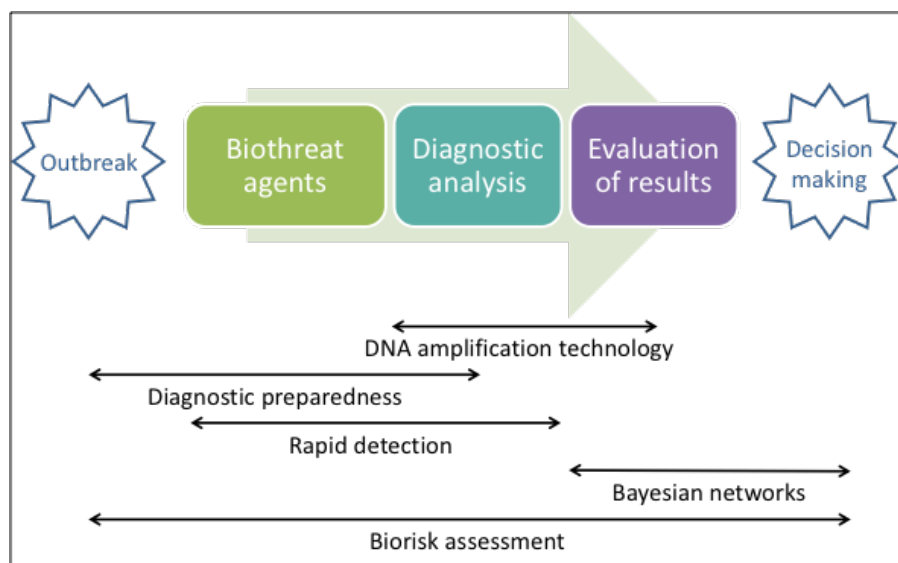 Outbreak
Biothreat
agents
Diagnostic
analysis
Evaluation
of results
Decision
making
DNA amplification technology
Diagnostic preparedness
Rapid detection
Bayesian networks
Biorisk assessment